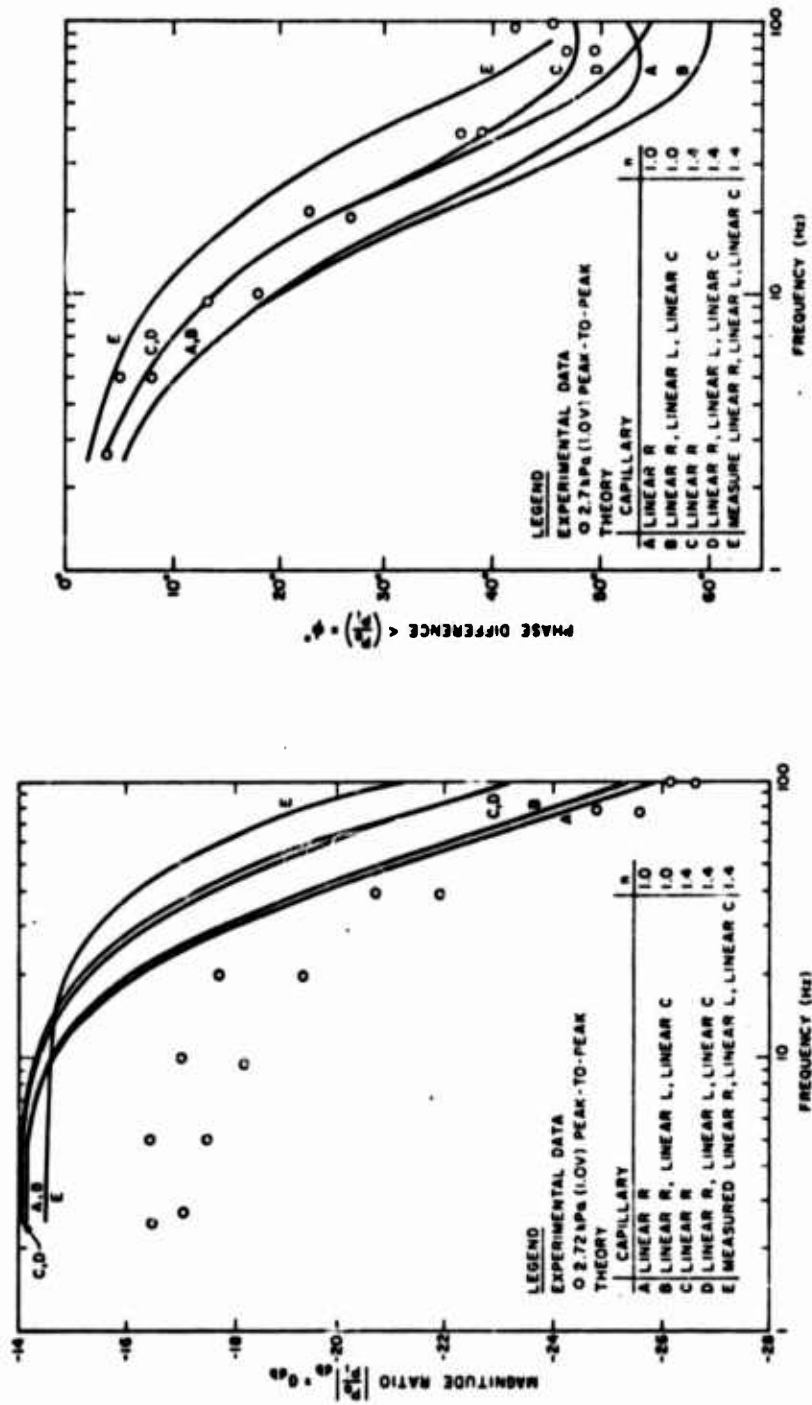 -14
-16
-18
-20
-22
-24
-26
-28
MAGNITUDE RATIO
db = G db
C,D
A,B
E
E
C,D
B
A
LEGEND
EXPERIMENTAL DATA
O 2.72 kPa (1.0V) PEAK-TO-PEAK
THEORY
CAPILLARY n
A LINEAR R 1.0
B LINEAR R, LINEAR L, LINEAR C 1.0
C LINEAR R 1.4
D LINEAR R, LINEAR L, LINEAR C 1.4
E MEASURED LINEAR R, LINEAR L, LINEAR C 1.4
10
100
FREQUENCY (Hz)
0°
10°
20°
30°
40°
50°
60°
PHASE DIFFERENCE <
= φ°
E
C,D
A,B
E
C
D
A
B
LEGEND
EXPERIMENTAL DATA
O 2.7 kPa (1.0V) PEAK-TO-PEAK
THEORY
CAPILLARY n
A LINEAR R 1.0
B LINEAR R, LINEAR L, LINEAR C 1.0
C LINEAR R 1.4
D LINEAR R, LINEAR L, LINEAR C 1.4
E MEASURE LINEAR R, LINEAR L, LINEAR C 1.4
10
100
FREQUENCY (Hz)